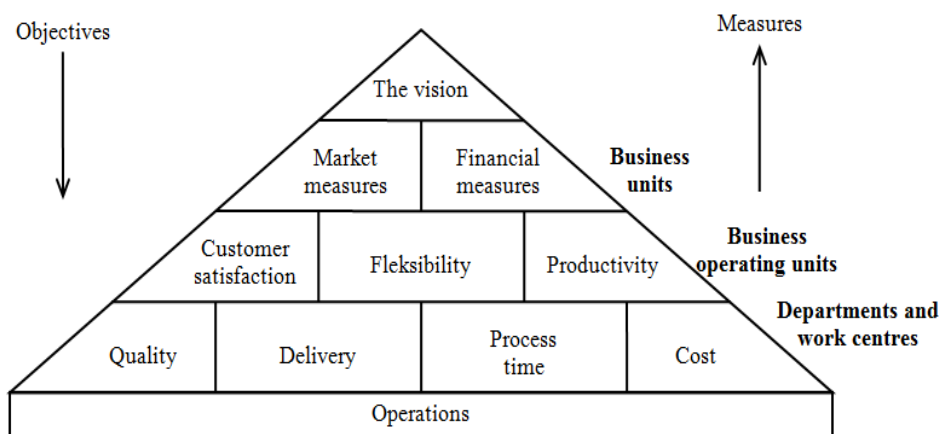 Objectives
Measures
The vision
Market
measures
Financial
measures
Business
units
Customer
satisfaction
Fleksibility
Productivity
Business
operating units
Quality
Delivery
Process
time
Cost
Departments and
work centres
Operations